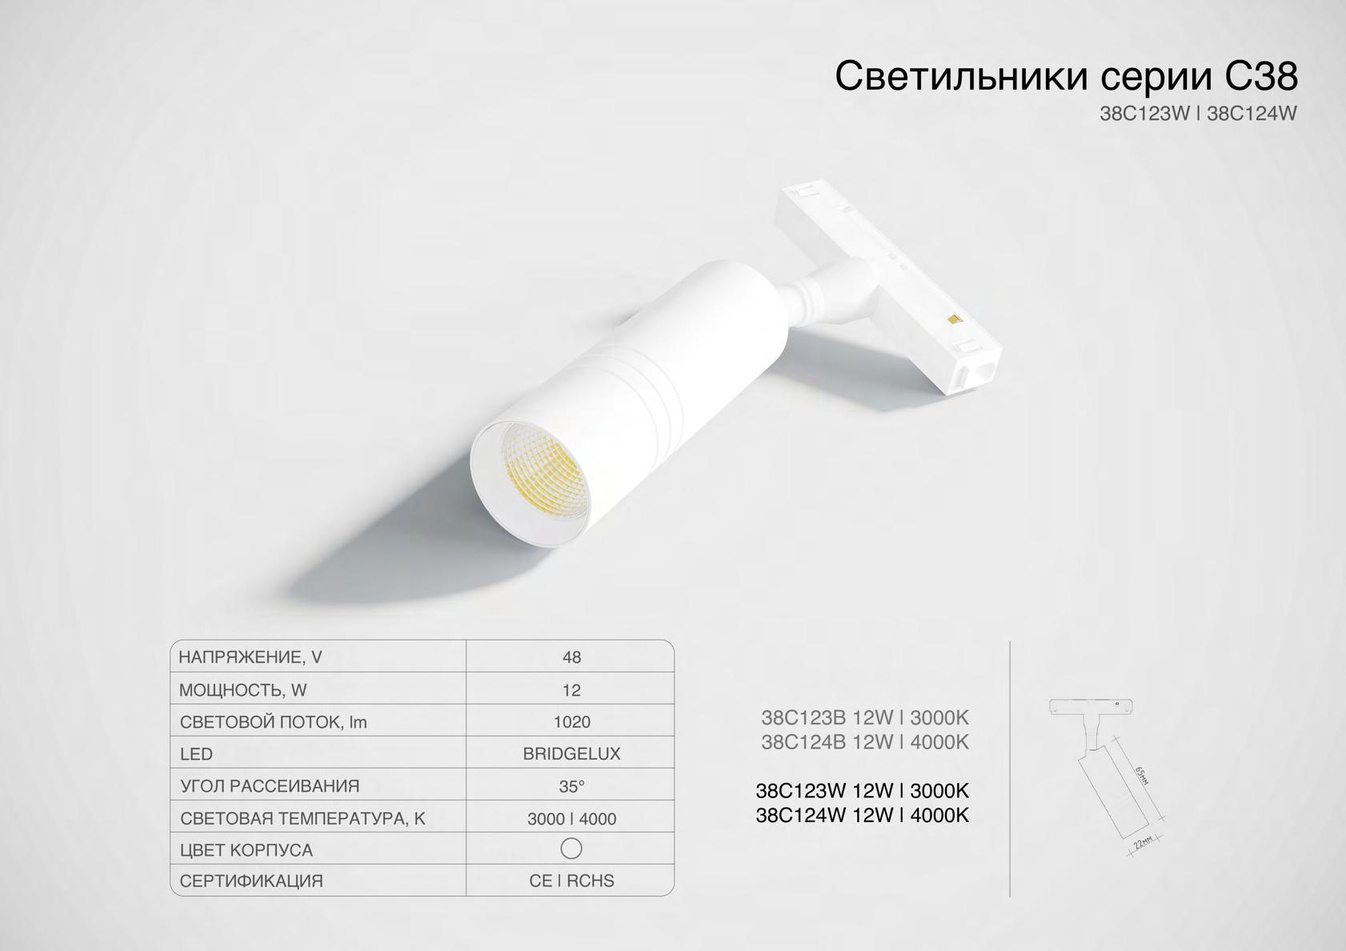 Светильники серии C38
38C123W | 38C124W
НАПРЯЖЕНИЕ, V 48
МОЩНОСТЬ, W 12
СВЕТОВОЙ ПОТОК, lm 1020
LED BRIDGELUX
УГОЛ РАССЕИВАНИЯ 35°
СВЕТОВАЯ ТЕМПЕРАТУРА, К 3000 | 4000
ЦВЕТ КОРПУСА
СЕРТИФИКАЦИЯ CE | RCHS
38C123B 12W | 3000K
38C124B 12W | 4000K
38C123W 12W | 3000K
38C124W 12W | 4000K
65мм
22мм